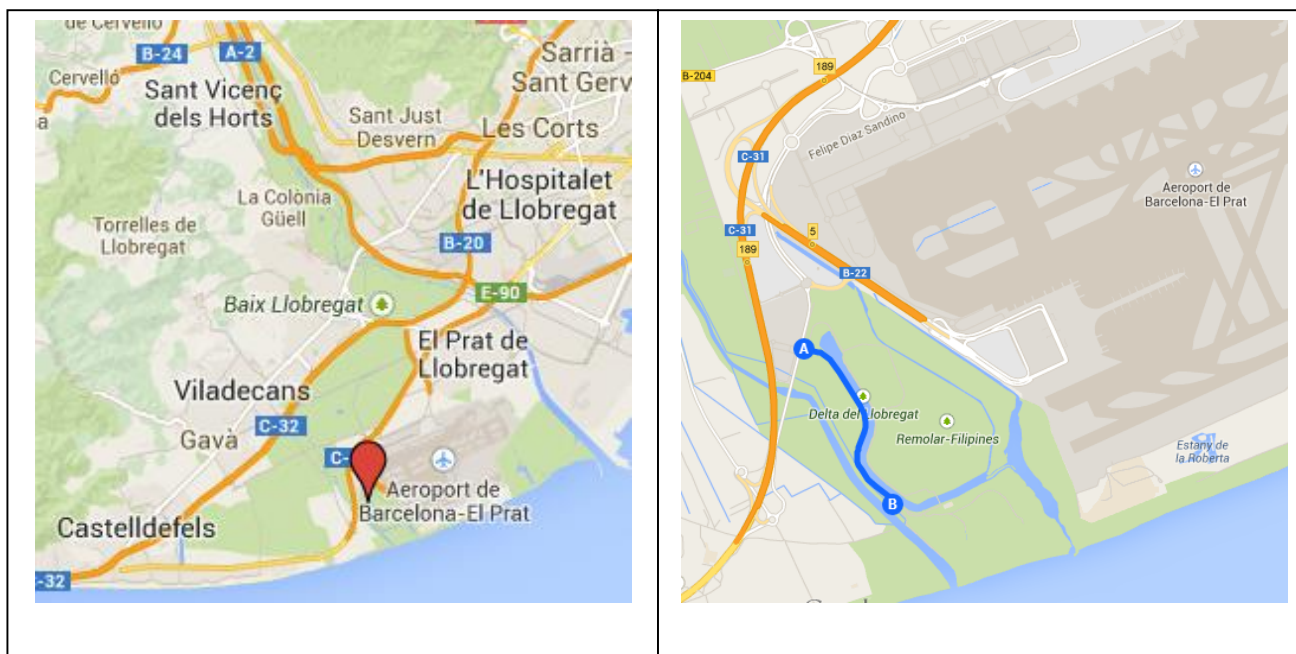 de Cervelló
B-24
A-2
Sarrià -
Sant Gerv
Cervelló
Sant Vicenç
dels Horts
Sant Just
Desvern
Les Corts
La Colònia
Güell
L'Hospitalet
de Llobregat
Torrelles de
Llobregat
B-20
E-90
Baix Llobregat
El Prat de
Llobregat
Viladecans
C-32
Gavà
C-
Aeroport de
Barcelona-El Prat
Castelldefels
-32
B-204
189
Felipe Diaz Sandino
C-31
Aeroport de
Barcelona-El Prat
C-31
5
189
B-22
A
Delta del Llobregat
Remolar-Filipines
Estany de
la Roberta
B